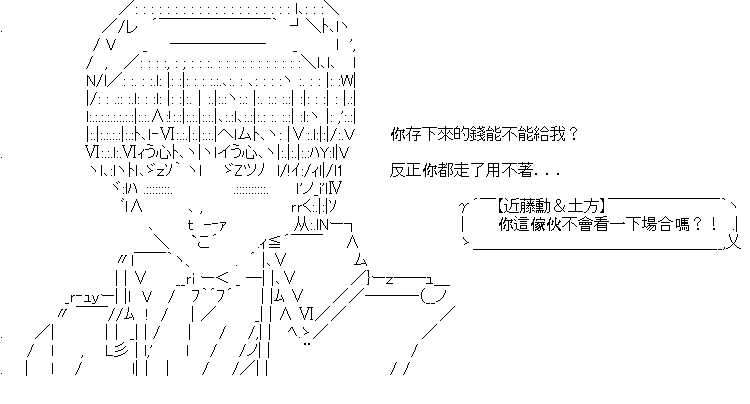 你存下來的錢能不能給我？
反正你都走了用不著...
【近藤勳＆土方】
你這傢伙不會看一下場合嗎？！